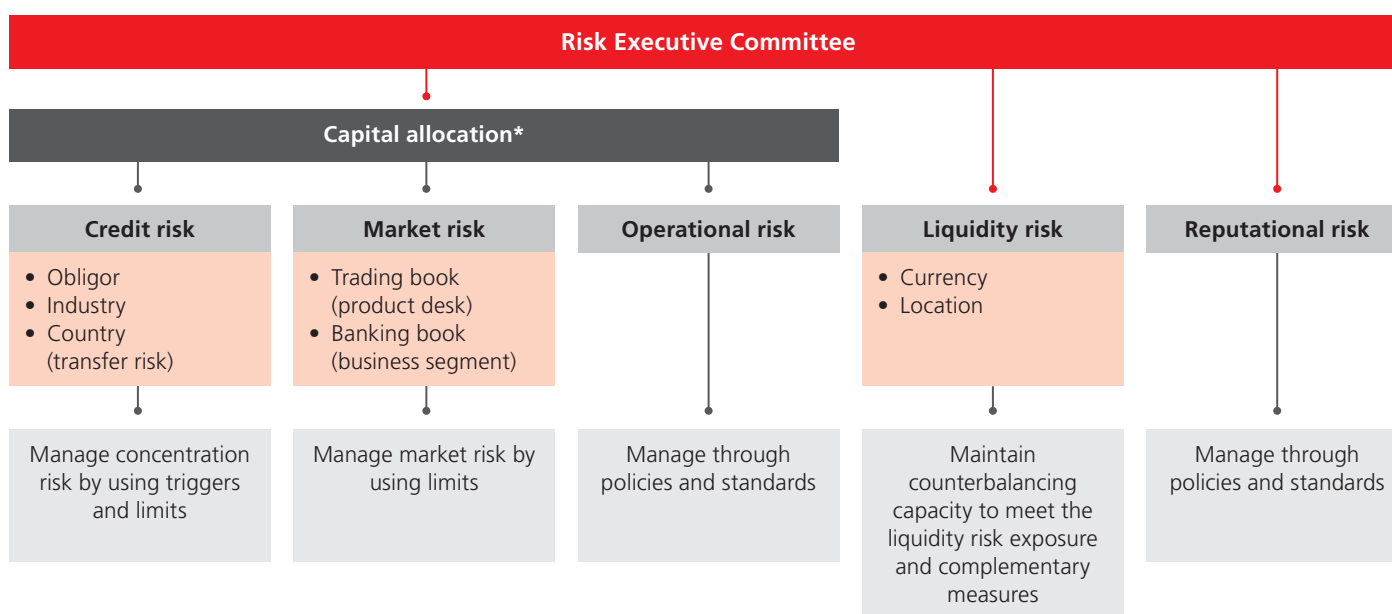 Risk Executive Committee
Capital allocation*
Credit risk
Market risk
Operational risk
Liquidity risk
Reputational risk
• Obligor
• Industry
• Country
(transfer risk)
• Trading book
(product desk)
• Banking book
(business segment)
• Currency
• Location
Manage concentration
risk by using triggers
and limits
Manage market risk by
using limits
Manage through
policies and standards
Maintain
counterbalancing
capacity to meet the
liquidity risk exposure
and complementary
measures
Manage through
policies and standards